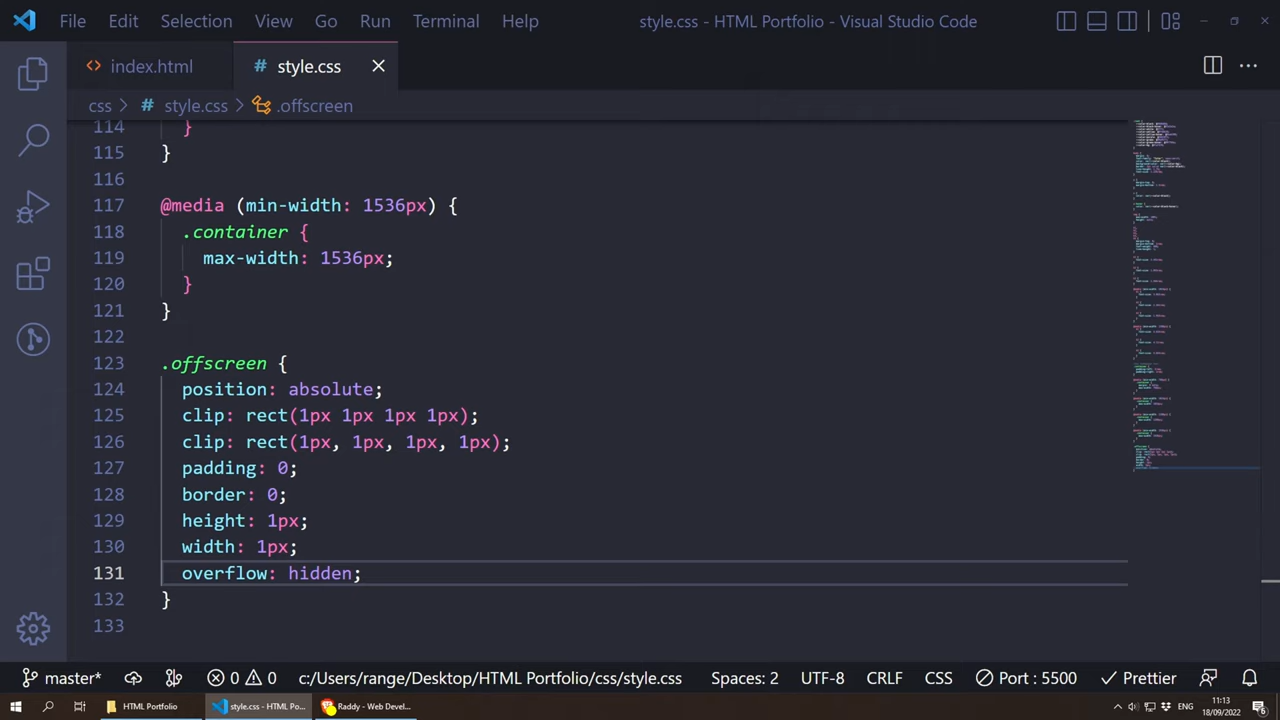 File Edit Selection View Go Run Terminal Help style.css - HTML Portfolio - Visual Studio Code
index.html # style.css
css > # style.css > .offscreen
114 }
115 }
116
117 @media (min-width: 1536px) {
118 .container {
119 max-width: 1536px;
120 }
121 }
122
123 .offscreen {
124 position: absolute;
125 clip: rect(1px 1px 1px 1px);
126 clip: rect(1px, 1px, 1px, 1px);
127 padding: 0;
128 border: 0;
129 height: 1px;
130 width: 1px;
131 overflow: hidden;
132 }
133
master* 0 0 c:/Users/range/Desktop/HTML Portfolio/css/style.css Spaces: 2 UTF-8 CRLF CSS Port : 5500 Prettier
HTML Portfolio style.css - HTML Po... Raddy - Web Devel... ENG 11:13
18/09/2022 6